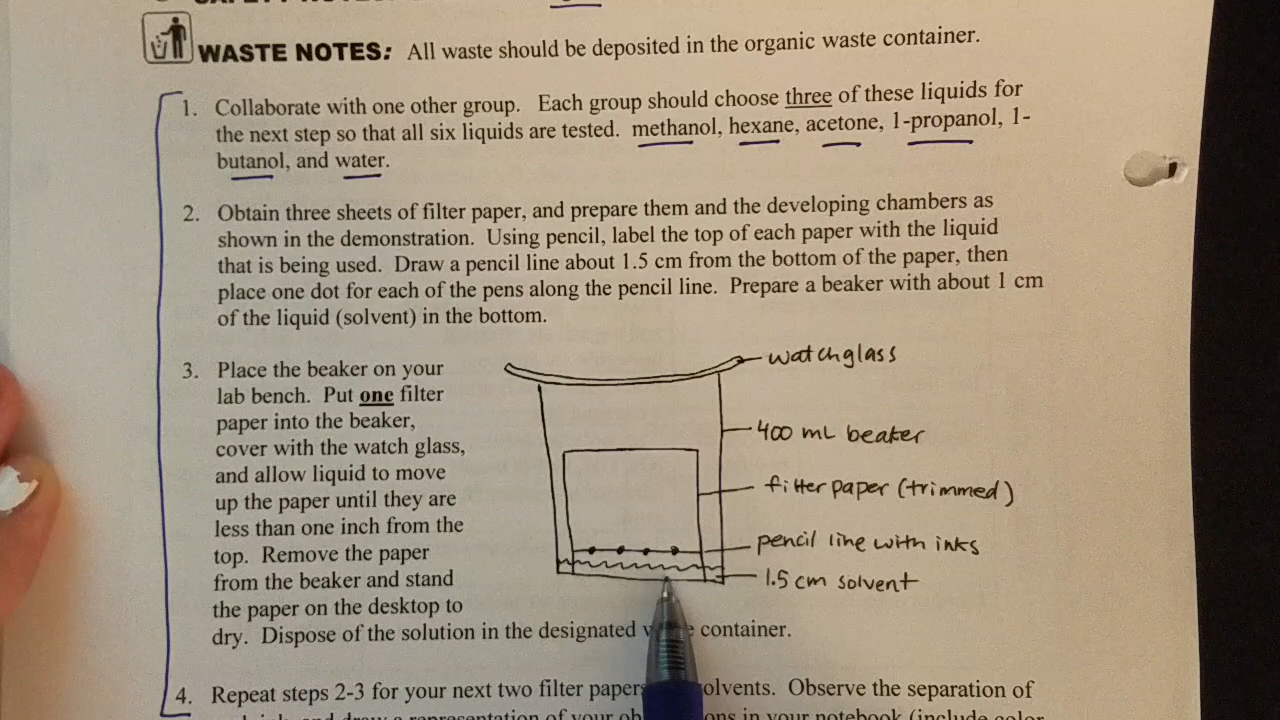 WASTE NOTES: All waste should be deposited in the organic waste container.
1. Collaborate with one other group. Each group should choose three of these liquids for
the next step so that all six liquids are tested. methanol, hexane, acetone, 1-propanol, 1-
butanol, and water.
2. Obtain three sheets of filter paper, and prepare them and the developing chambers as
shown in the demonstration. Using pencil, label the top of each paper with the liquid
that is being used. Draw a pencil line about 1.5 cm from the bottom of the paper, then
place one dot for each of the pens along the pencil line. Prepare a beaker with about 1 cm
of the liquid (solvent) in the bottom.
3. Place the beaker on your
lab bench. Put one filter
paper into the beaker,
cover with the watch glass,
and allow liquid to move
up the paper until they are
less than one inch from the
top. Remove the paper
from the beaker and stand
the paper on the desktop to
dry. Dispose of the solution in the designated container.
watchglass
400 mL beaker
filter paper (trimmed)
pencil line with inks
1.5 cm solvent
4. Repeat steps 2-3 for your next two filter papers olvents. Observe the separation of